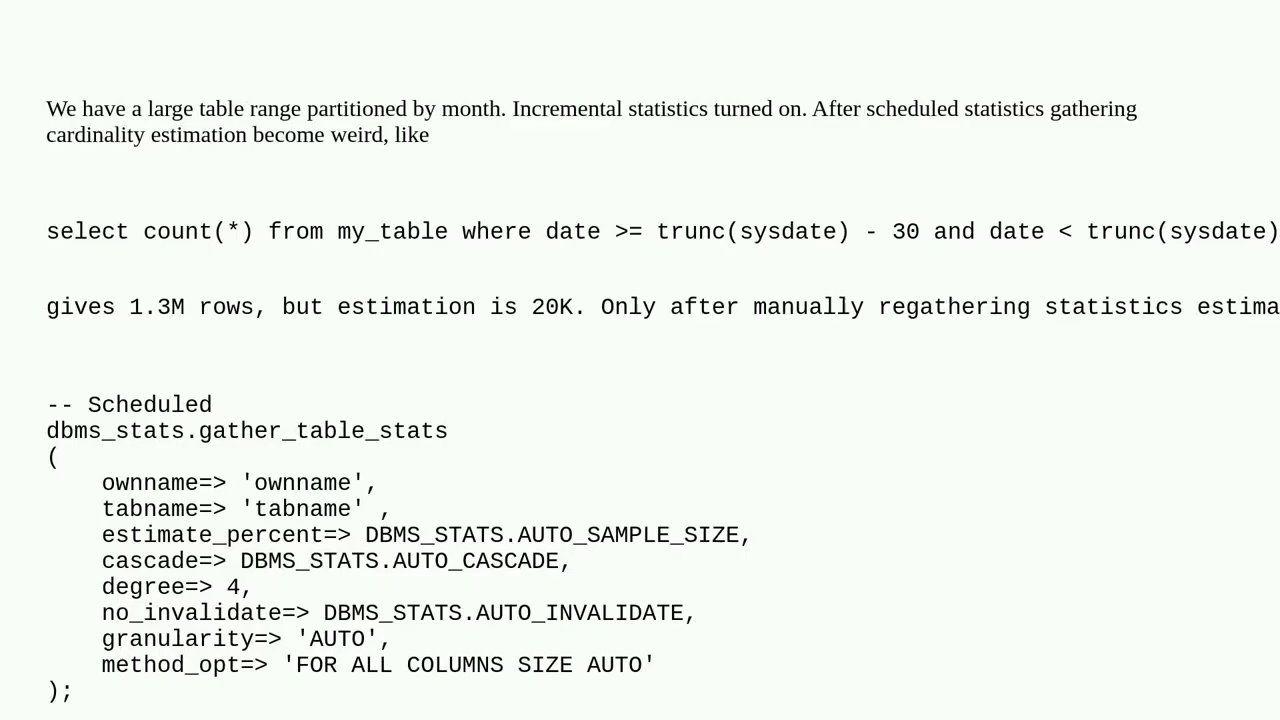 We have a large table range partitioned by month. Incremental statistics turned on. After scheduled statistics gathering
cardinality estimation become weird, like
select count(*) from my_table where date >= trunc(sysdate) - 30 and date < trunc(sysdate)
gives 1.3M rows, but estimation is 20K. Only after manually regathering statistics estima
-- Scheduled
dbms_stats.gather_table_stats
(
    ownname=> 'ownname',
    tabname=> 'tabname' ,
    estimate_percent=> DBMS_STATS.AUTO_SAMPLE_SIZE,
    cascade=> DBMS_STATS.AUTO_CASCADE,
    degree=> 4,
    no_invalidate=> DBMS_STATS.AUTO_INVALIDATE,
    granularity=> 'AUTO',
    method_opt=> 'FOR ALL COLUMNS SIZE AUTO'
);